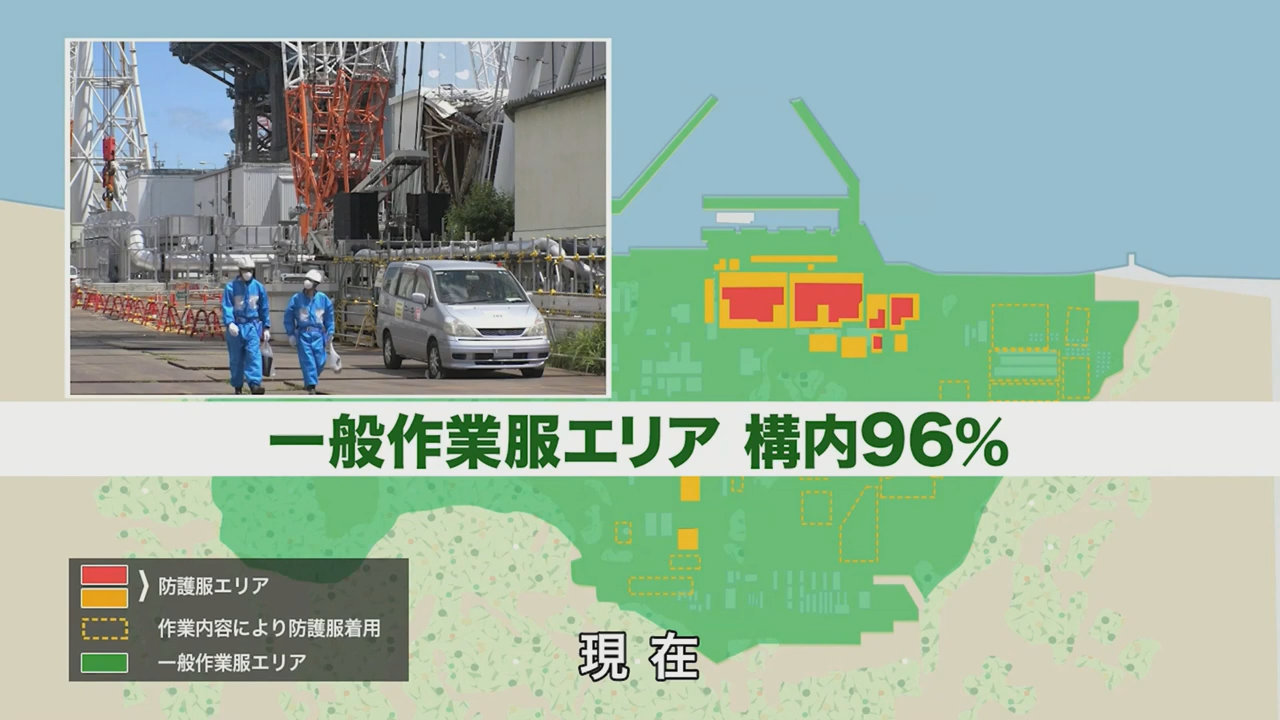 一般作業服エリア 構内96%
防護服エリア
作業内容により防護服着用
一般作業服エリア
現在